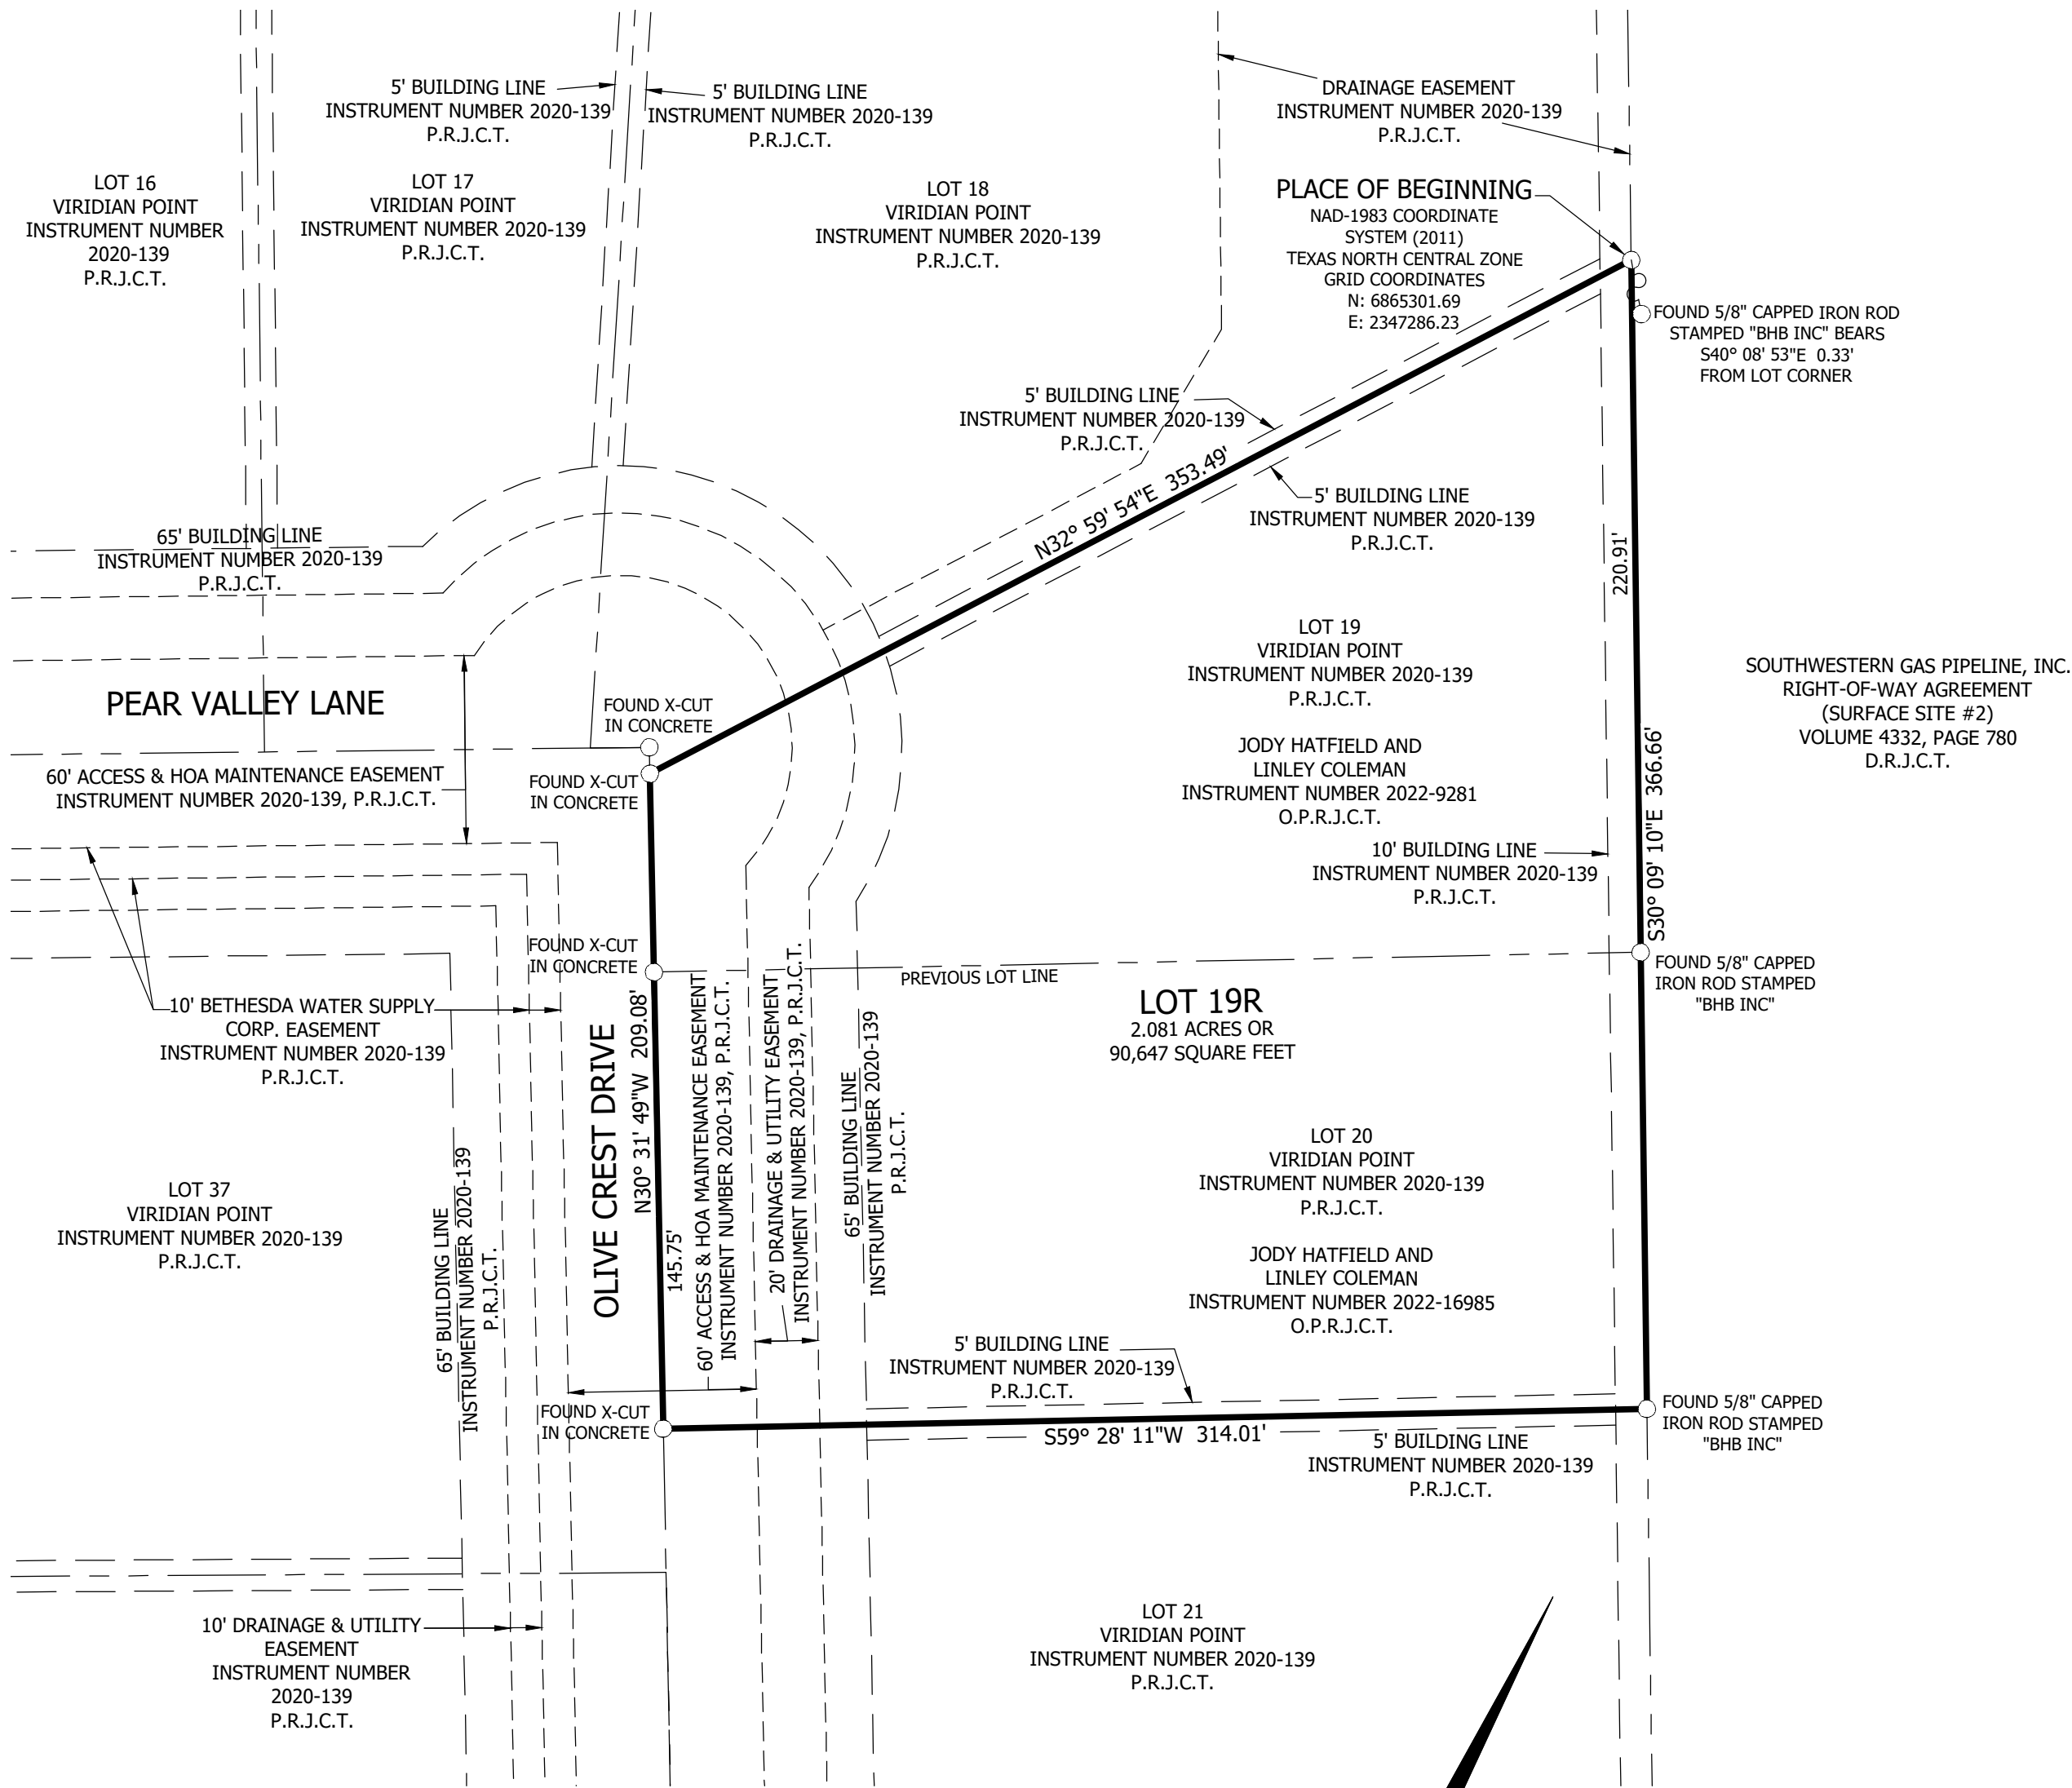 5' BUILDING LINE
INSTRUMENT NUMBER 2020-139
P.R.J.C.T.
5' BUILDING LINE
INSTRUMENT NUMBER 2020-139
P.R.J.C.T.
DRAINAGE EASEMENT
INSTRUMENT NUMBER 2020-139
P.R.J.C.T.
LOT 16
VIRIDIAN POINT
INSTRUMENT NUMBER
2020-139
P.R.J.C.T.
LOT 17
VIRIDIAN POINT
INSTRUMENT NUMBER 2020-139
P.R.J.C.T.
LOT 18
VIRIDIAN POINT
INSTRUMENT NUMBER 2020-139
P.R.J.C.T.
PLACE OF BEGINNING
NAD-1983 COORDINATE
SYSTEM (2011)
TEXAS NORTH CENTRAL ZONE
GRID COORDINATES
N: 6865301.69
E: 2347286.23
FOUND 5/8" CAPPED IRON ROD
STAMPED "BHB INC" BEARS
S40° 08' 53"E 0.33'
FROM LOT CORNER
5' BUILDING LINE
INSTRUMENT NUMBER 2020-139
P.R.J.C.T.
N32° 59' 54"E 353.49'
5' BUILDING LINE
INSTRUMENT NUMBER 2020-139
P.R.J.C.T.
65' BUILDING LINE
INSTRUMENT NUMBER 2020-139
P.R.J.C.T.
220.91'
LOT 19
VIRIDIAN POINT
INSTRUMENT NUMBER 2020-139
P.R.J.C.T.
JODY HATFIELD AND
LINLEY COLEMAN
INSTRUMENT NUMBER 2022-9281
O.P.R.J.C.T.
SOUTHWESTERN GAS PIPELINE, INC.
RIGHT-OF-WAY AGREEMENT
(SURFACE SITE #2)
VOLUME 4332, PAGE 780
D.R.J.C.T.
PEAR VALLEY LANE
FOUND X-CUT
IN CONCRETE
60' ACCESS & HOA MAINTENANCE EASEMENT
INSTRUMENT NUMBER 2020-139, P.R.J.C.T.
FOUND X-CUT
IN CONCRETE
10' BUILDING LINE
INSTRUMENT NUMBER 2020-139
P.R.J.C.T.
S30° 09' 10"E 366.66'
FOUND X-CUT
IN CONCRETE
PREVIOUS LOT LINE
FOUND 5/8" CAPPED
IRON ROD STAMPED
"BHB INC"
10' BETHESDA WATER SUPPLY
CORP. EASEMENT
INSTRUMENT NUMBER 2020-139
P.R.J.C.T.
LOT 19R
2.081 ACRES OR
90,647 SQUARE FEET
OLIVE CREST DRIVE
N30° 31' 49"W 209.08'
145.75'
60' ACCESS & HOA MAINTENANCE EASEMENT
INSTRUMENT NUMBER 2020-139, P.R.J.C.T.
20' DRAINAGE & UTILITY EASEMENT
INSTRUMENT NUMBER 2020-139, P.R.J.C.T.
65' BUILDING LINE
INSTRUMENT NUMBER 2020-139
P.R.J.C.T.
LOT 20
VIRIDIAN POINT
INSTRUMENT NUMBER 2020-139
P.R.J.C.T.
JODY HATFIELD AND
LINLEY COLEMAN
INSTRUMENT NUMBER 2022-16985
O.P.R.J.C.T.
LOT 37
VIRIDIAN POINT
INSTRUMENT NUMBER 2020-139
P.R.J.C.T.
65' BUILDING LINE
INSTRUMENT NUMBER 2020-139
P.R.J.C.T.
5' BUILDING LINE
INSTRUMENT NUMBER 2020-139
P.R.J.C.T.
FOUND X-CUT
IN CONCRETE
S59° 28' 11"W 314.01'
FOUND 5/8" CAPPED
IRON ROD STAMPED
"BHB INC"
5' BUILDING LINE
INSTRUMENT NUMBER 2020-139
P.R.J.C.T.
10' DRAINAGE & UTILITY
EASEMENT
INSTRUMENT NUMBER
2020-139
P.R.J.C.T.
LOT 21
VIRIDIAN POINT
INSTRUMENT NUMBER 2020-139
P.R.J.C.T.